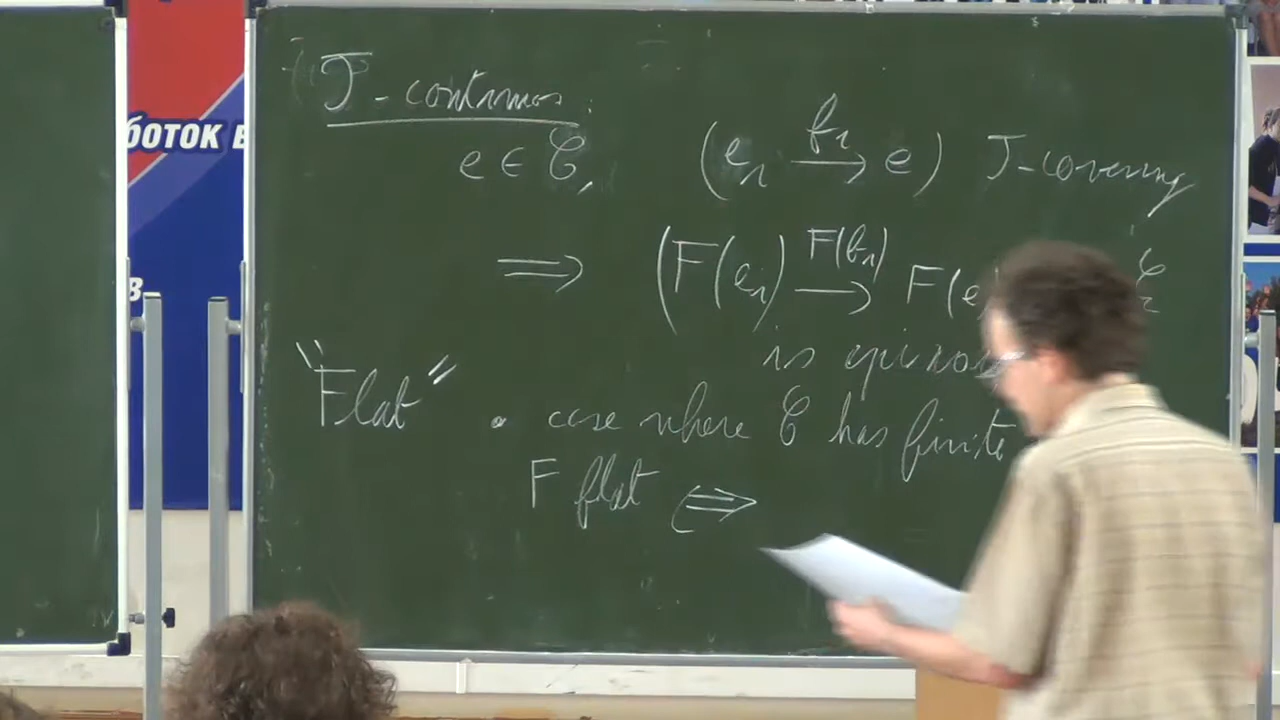 БОТОК В
В
J-continuous
e ∈ C, (e_i —f_i→ e) J-covering
⟹ (F(e_i) —F(f_i)→ F(e
is epimor
"Flat" • case where C has finite
F flat ⟺